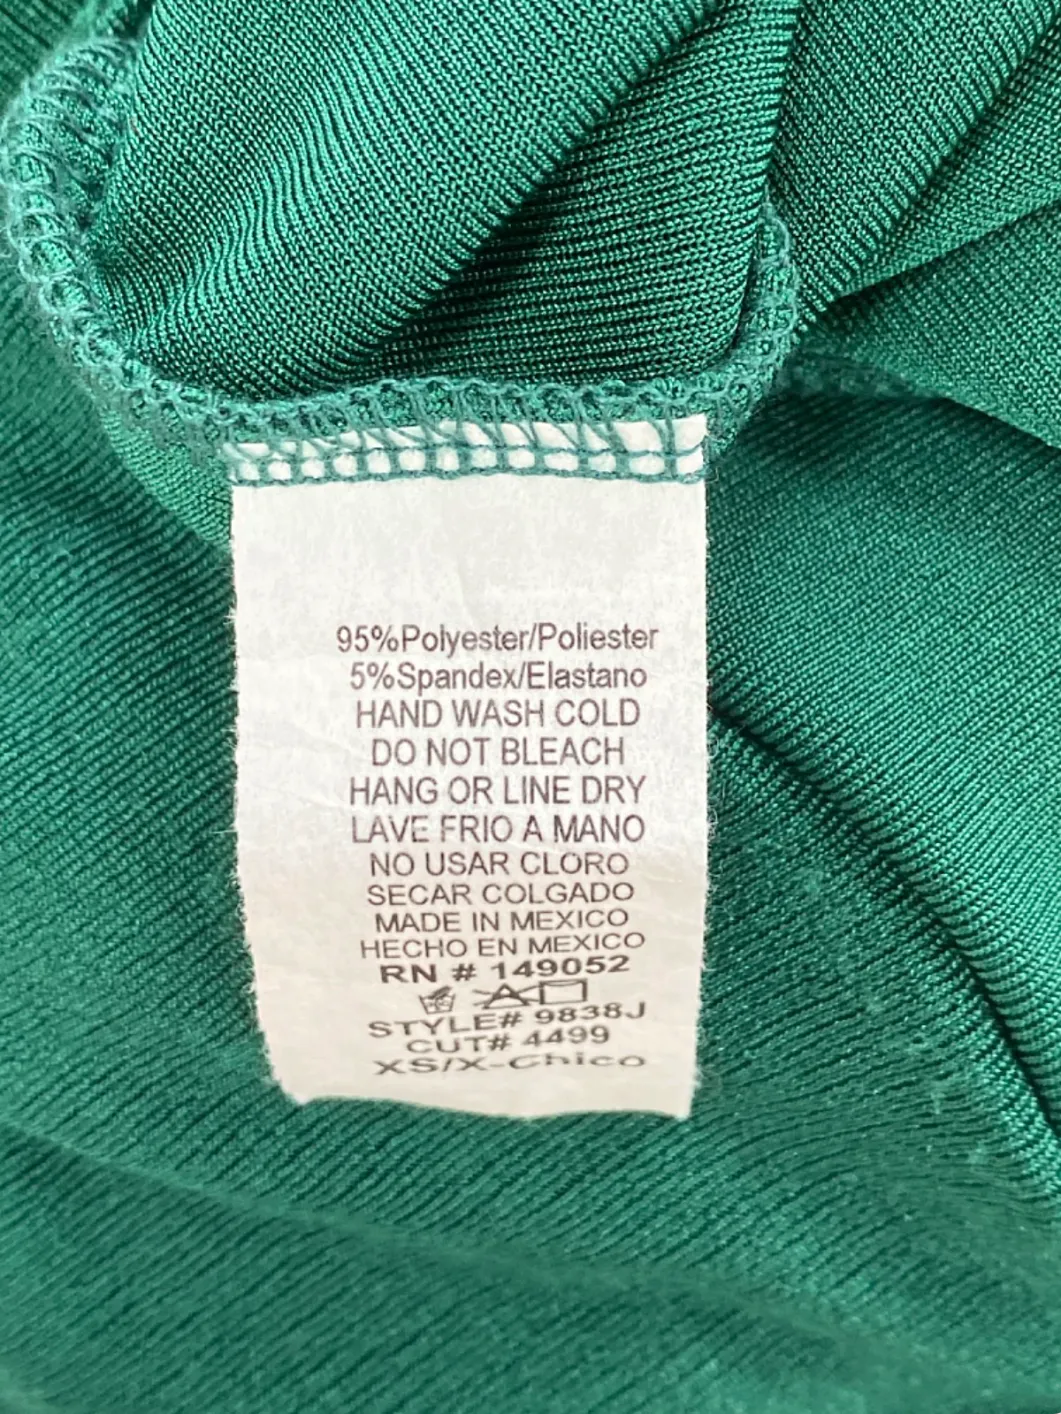 95%Polyester/Poliester
5%Spandex/Elastano
HAND WASH COLD
DO NOT BLEACH
HANG OR LINE DRY
LAVE FRIO A MANO
NO USAR CLORO
SECAR COLGADO
MADE IN MEXICO
HECHO EN MEXICO
RN # 149052
STYLE# 9838J
CUT# 4499
XS/X-Chico